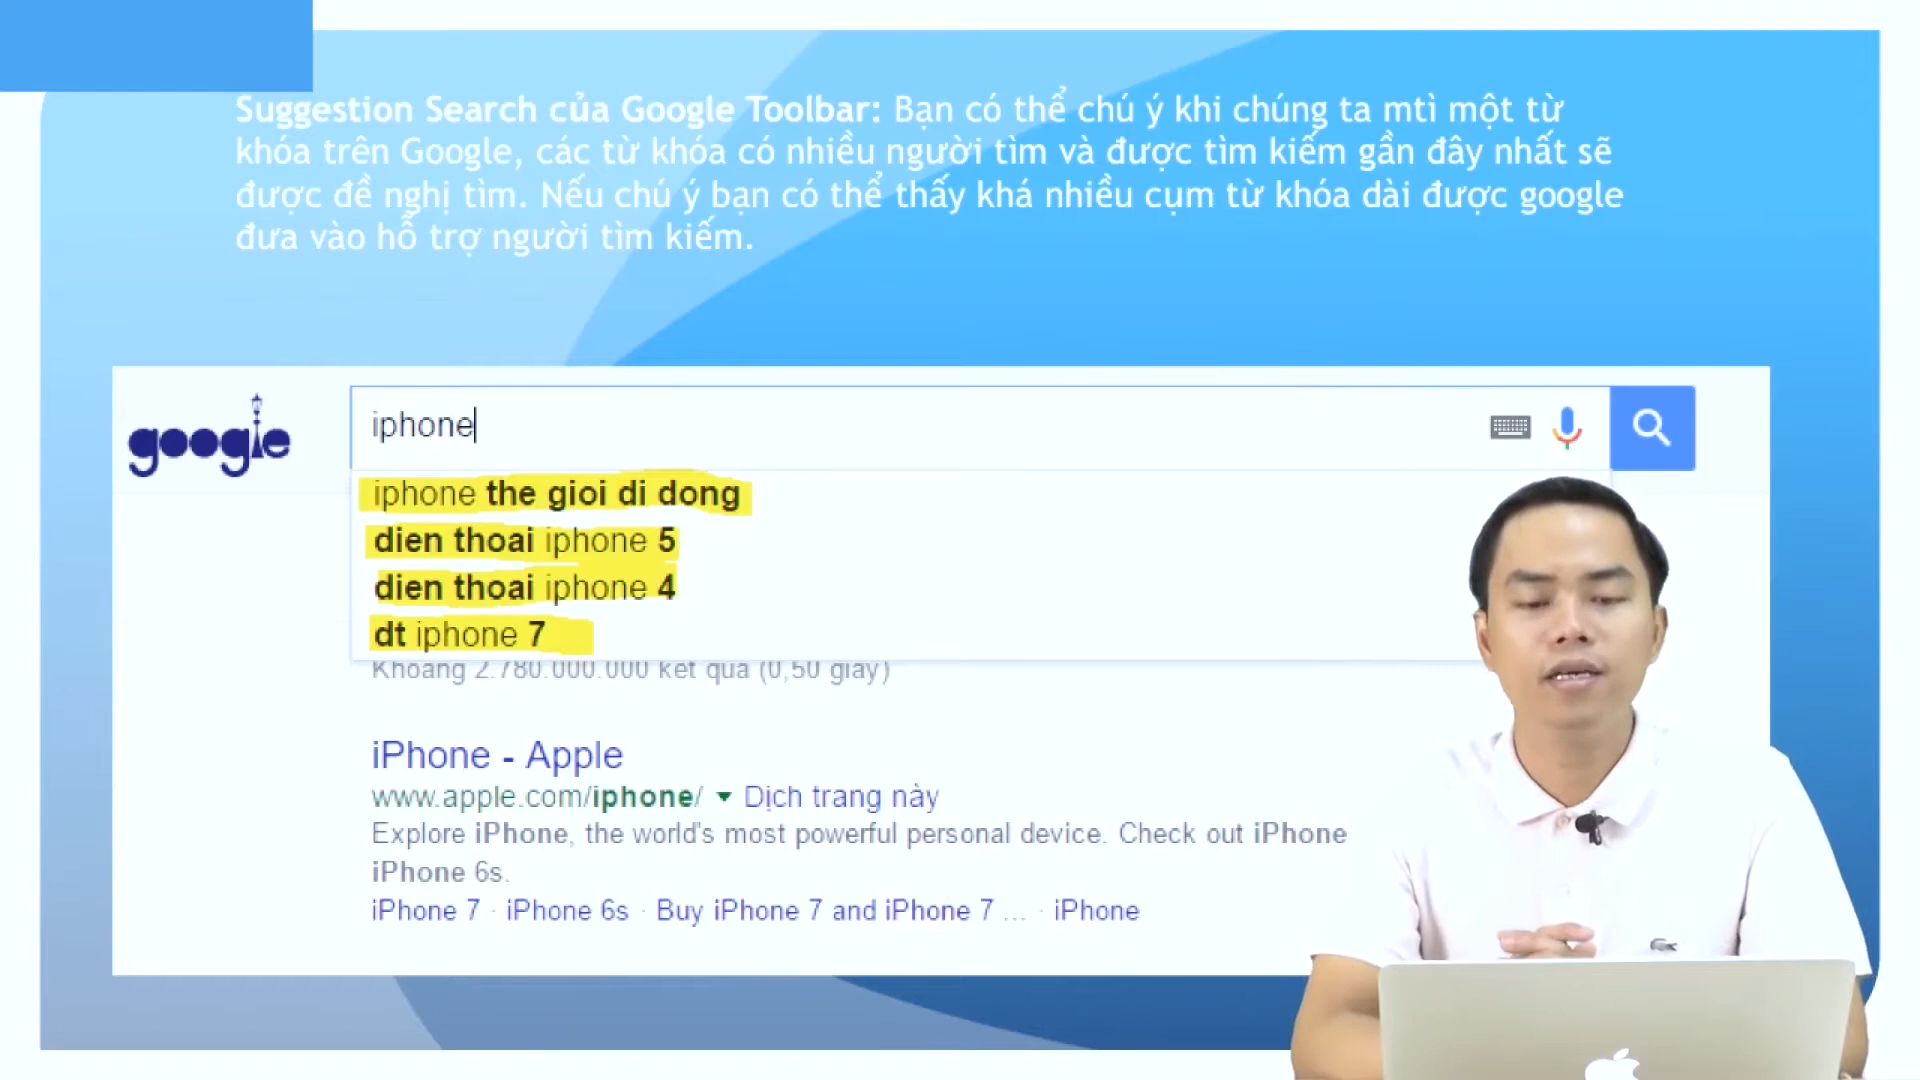 Suggestion Search của Google Toolbar: Bạn có thể chú ý khi chúng ta mtì một từ
khóa trên Google, các từ khóa có nhiều người tìm và được tìm kiếm gần đây nhất sẽ
được đề nghị tìm. Nếu chú ý bạn có thể thấy khá nhiều cụm từ khóa dài được google
đưa vào hỗ trợ người tìm kiếm.
google
iphone
iphone the gioi di dong
dien thoai iphone 5
dien thoai iphone 4
dt iphone 7
Khoảng 2.780.000.000 kết quả (0,50 giây)
iPhone - Apple
www.apple.com/iphone/ ▼ Dịch trang này
Explore iPhone, the world's most powerful personal device. Check out iPhone
iPhone 6s.
iPhone 7 · iPhone 6s · Buy iPhone 7 and iPhone 7 ... · iPhone